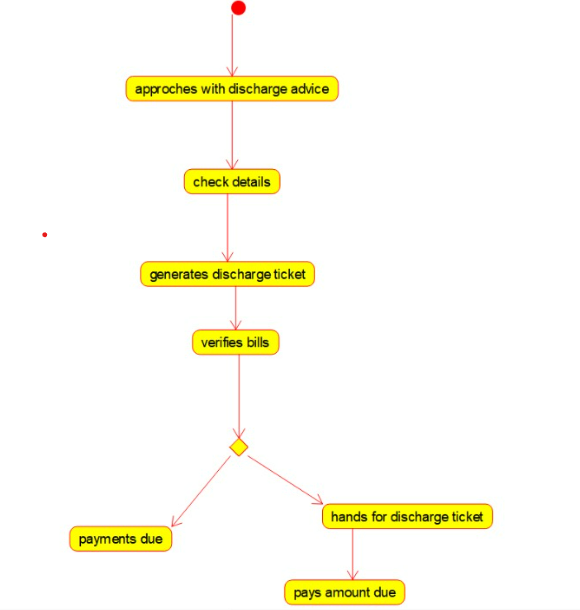 approches with discharge advice
check details
generates discharge ticket
verifies bills
hands for discharge ticket
payments due
pays amount due